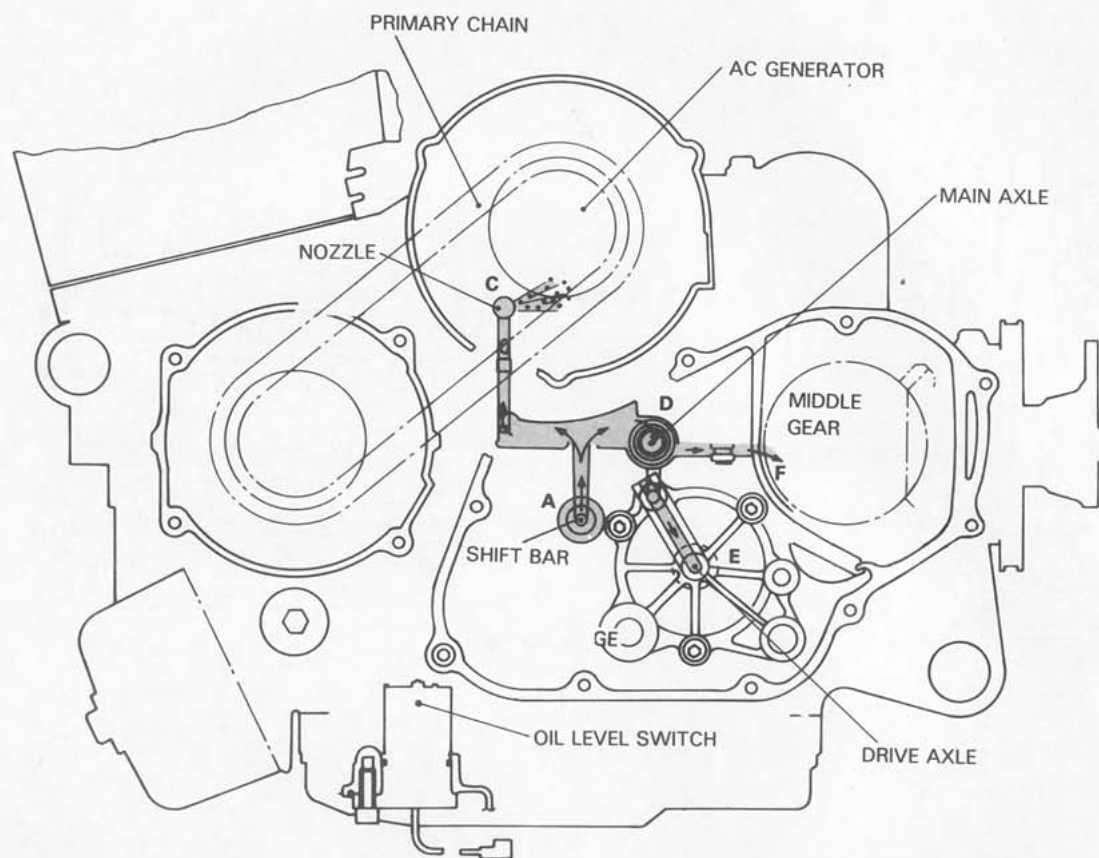 PRIMARY CHAIN
AC GENERATOR
MAIN AXLE
NOZZLE
C
D
MIDDLE
GEAR
F
A
SHIFT BAR
E
GE
OIL LEVEL SWITCH
DRIVE AXLE